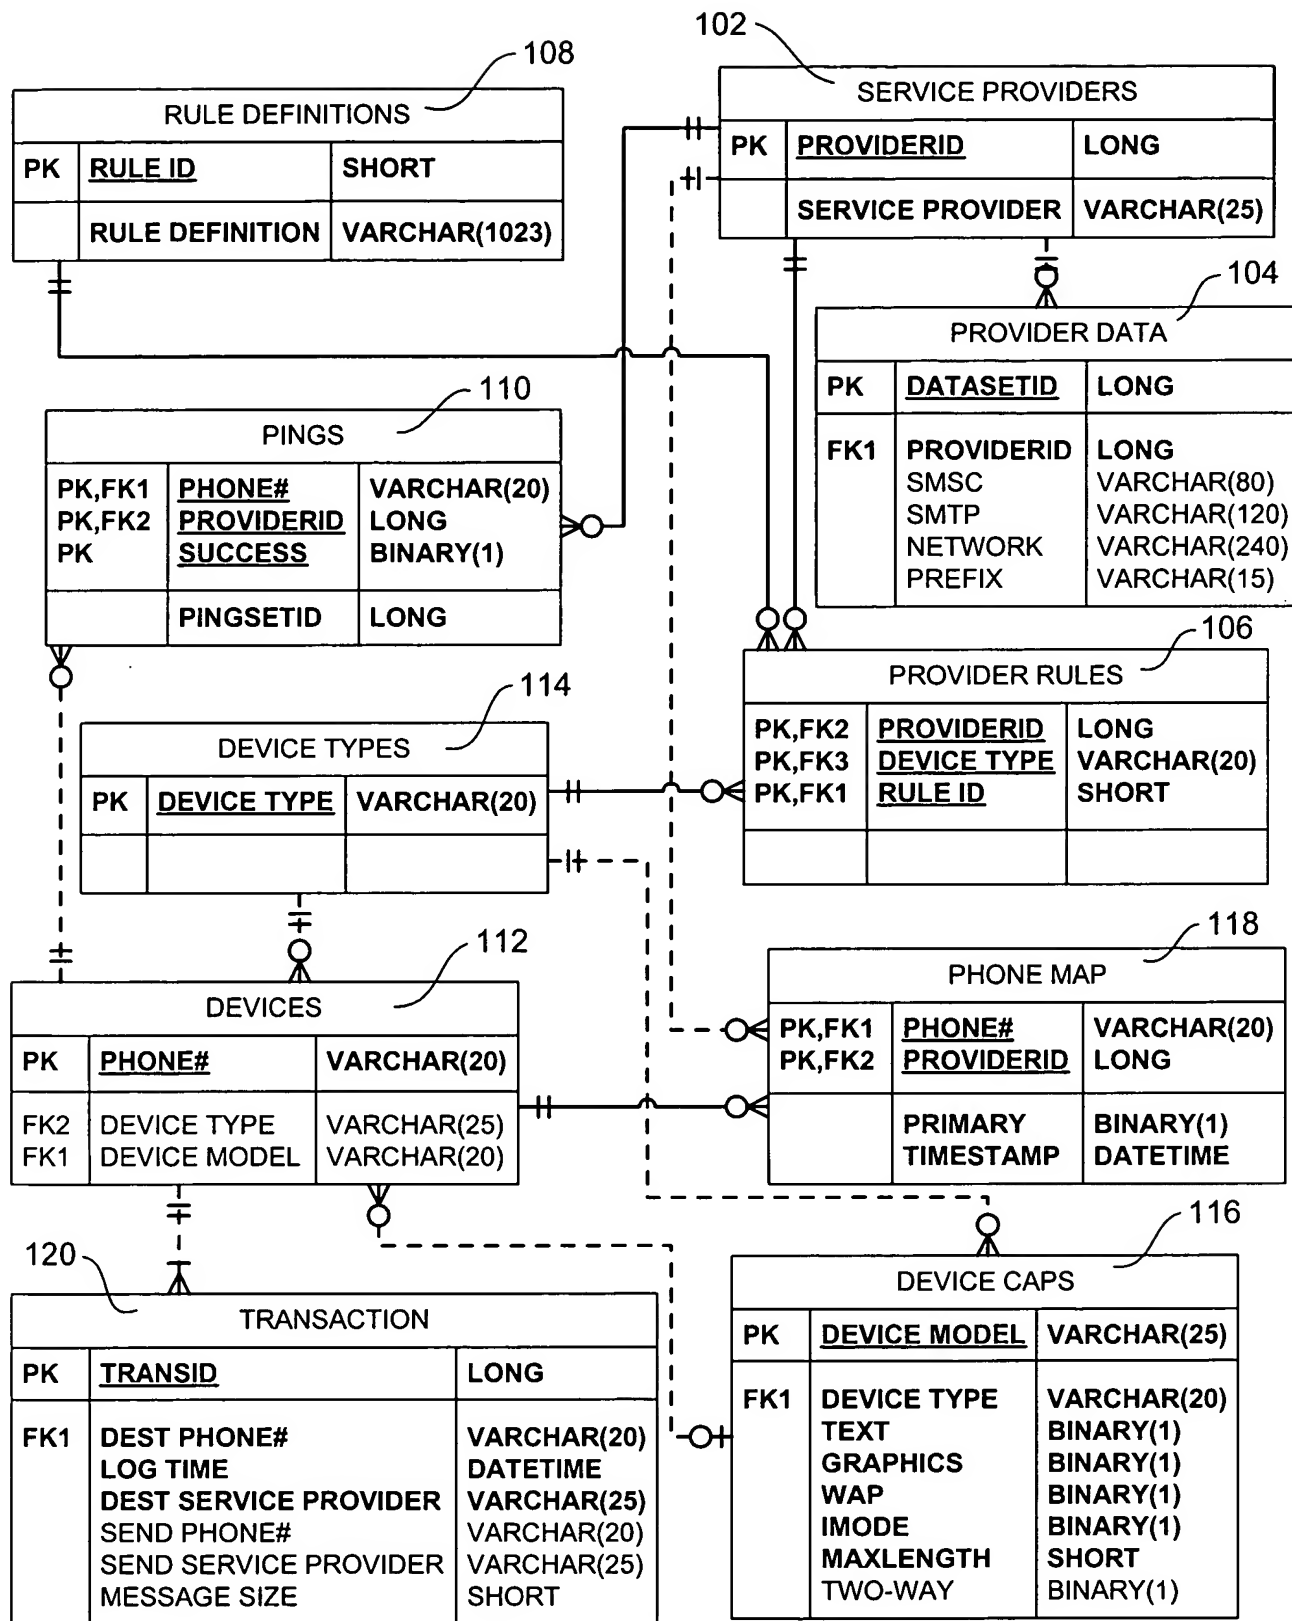 108
RULE DEFINITIONS
PK RULE ID SHORT
RULE DEFINITION VARCHAR(1023)
102
SERVICE PROVIDERS
PK PROVIDERID LONG
SERVICE PROVIDER VARCHAR(25)
104
PROVIDER DATA
PK DATASETID LONG
FK1 PROVIDERID LONG
SMSC VARCHAR(80)
SMTP VARCHAR(120)
NETWORK VARCHAR(240)
PREFIX VARCHAR(15)
110
PINGS
PK,FK1 PHONE# VARCHAR(20)
PK,FK2 PROVIDERID LONG
PK SUCCESS BINARY(1)
PINGSETID LONG
106
PROVIDER RULES
PK,FK2 PROVIDERID LONG
PK,FK3 DEVICE TYPE VARCHAR(20)
PK,FK1 RULE ID SHORT
114
DEVICE TYPES
PK DEVICE TYPE VARCHAR(20)
112
DEVICES
PK PHONE# VARCHAR(20)
FK2 DEVICE TYPE VARCHAR(25)
FK1 DEVICE MODEL VARCHAR(20)
118
PHONE MAP
PK,FK1 PHONE# VARCHAR(20)
PK,FK2 PROVIDERID LONG
PRIMARY BINARY(1)
TIMESTAMP DATETIME
120
TRANSACTION
PK TRANSID LONG
FK1 DEST PHONE# VARCHAR(20)
LOG TIME DATETIME
DEST SERVICE PROVIDER VARCHAR(25)
SEND PHONE# VARCHAR(20)
SEND SERVICE PROVIDER VARCHAR(25)
MESSAGE SIZE SHORT
116
DEVICE CAPS
PK DEVICE MODEL VARCHAR(25)
FK1 DEVICE TYPE VARCHAR(20)
TEXT BINARY(1)
GRAPHICS BINARY(1)
WAP BINARY(1)
IMODE BINARY(1)
MAXLENGTH SHORT
TWO-WAY BINARY(1)